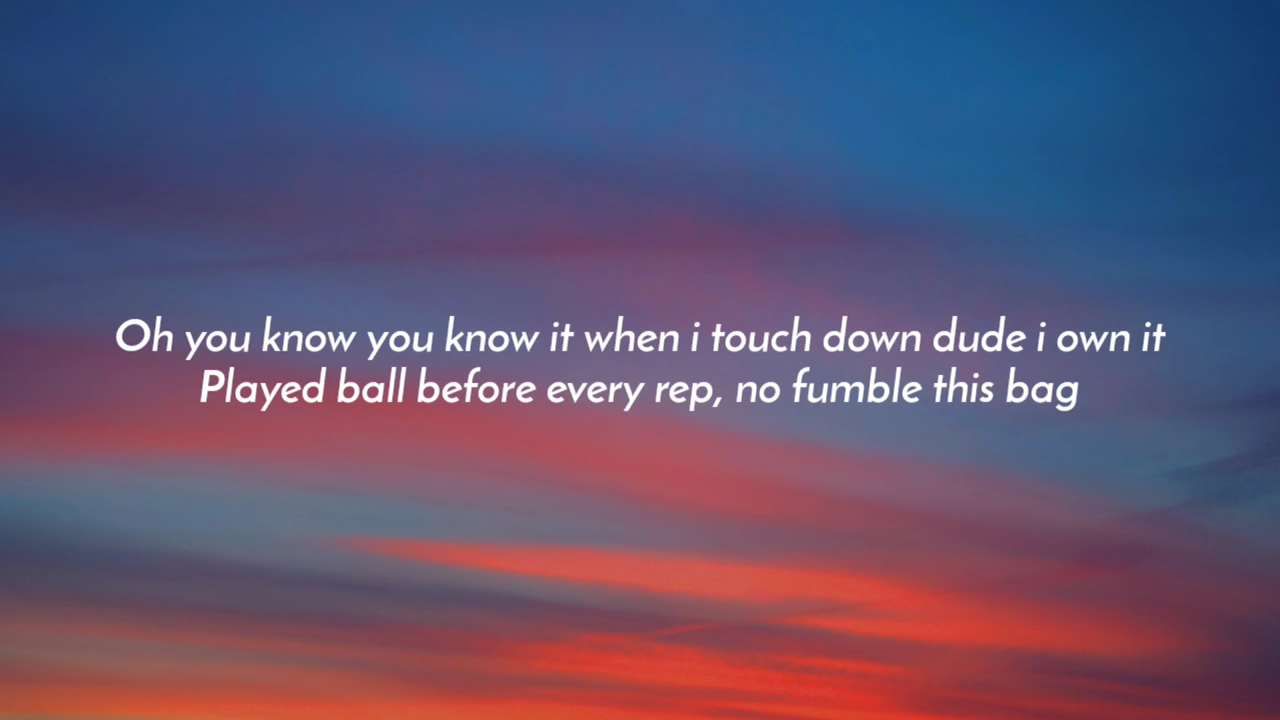 Oh you know you know it when i touch down dude i own it
Played ball before every rep, no fumble this bag